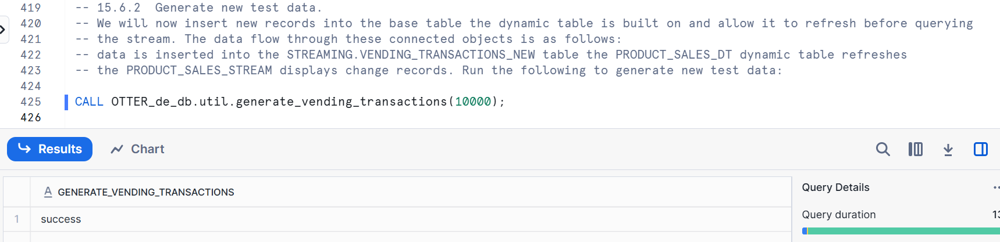 419 -- 15.6.2  Generate new test data.
420 -- We will now insert new records into the base table the dynamic table is built on and allow it to refresh before querying
421 -- the stream. The data flow through these connected objects is as follows:
422 -- data is inserted into the STREAMING.VENDING_TRANSACTIONS_NEW table the PRODUCT_SALES_DT dynamic table refreshes
423 -- the PRODUCT_SALES_STREAM displays change records. Run the following to generate new test data:
424
425 CALL OTTER_de_db.util.generate_vending_transactions(10000);
426
Results Chart
A GENERATE_VENDING_TRANSACTIONS
1 success
Query Details
Query duration